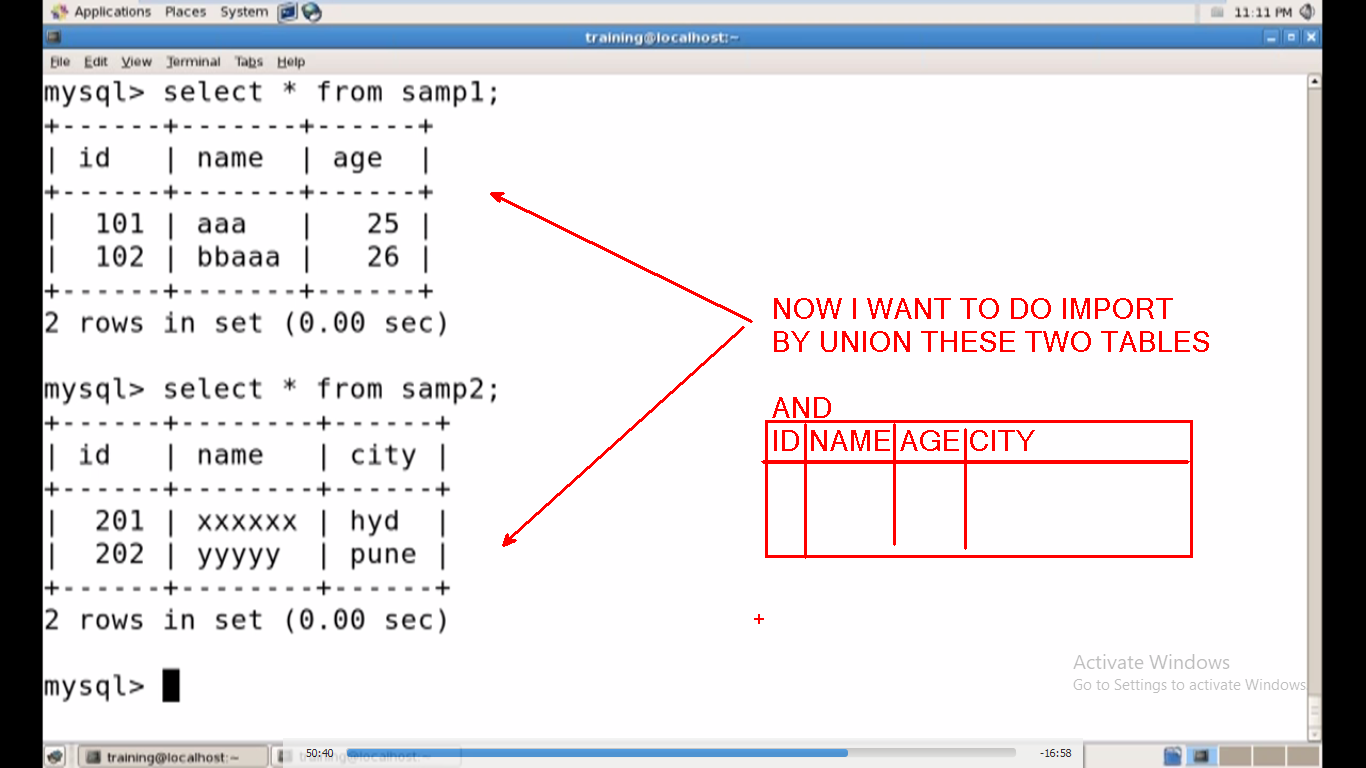 Applications Places System 11:11 PM
training@localhost:~
File Edit View Terminal Tabs Help
mysql> select * from samp1;
+------+-------+------+
| id | name | age |
+------+-------+------+
| 101 | aaa | 25 |
| 102 | bbaaa | 26 |
+------+-------+------+
2 rows in set (0.00 sec)
mysql> select * from samp2;
+------+--------+------+
| id | name | city |
+------+--------+------+
| 201 | xxxxxx | hyd |
| 202 | yyyyy | pune |
+------+--------+------+
2 rows in set (0.00 sec)
mysql>
NOW I WANT TO DO IMPORT
BY UNION THESE TWO TABLES
AND
ID NAME AGE CITY
+
Activate Windows
Go to Settings to activate Windows
training@localhost:~ training@localhost:~
50:40 -16:58